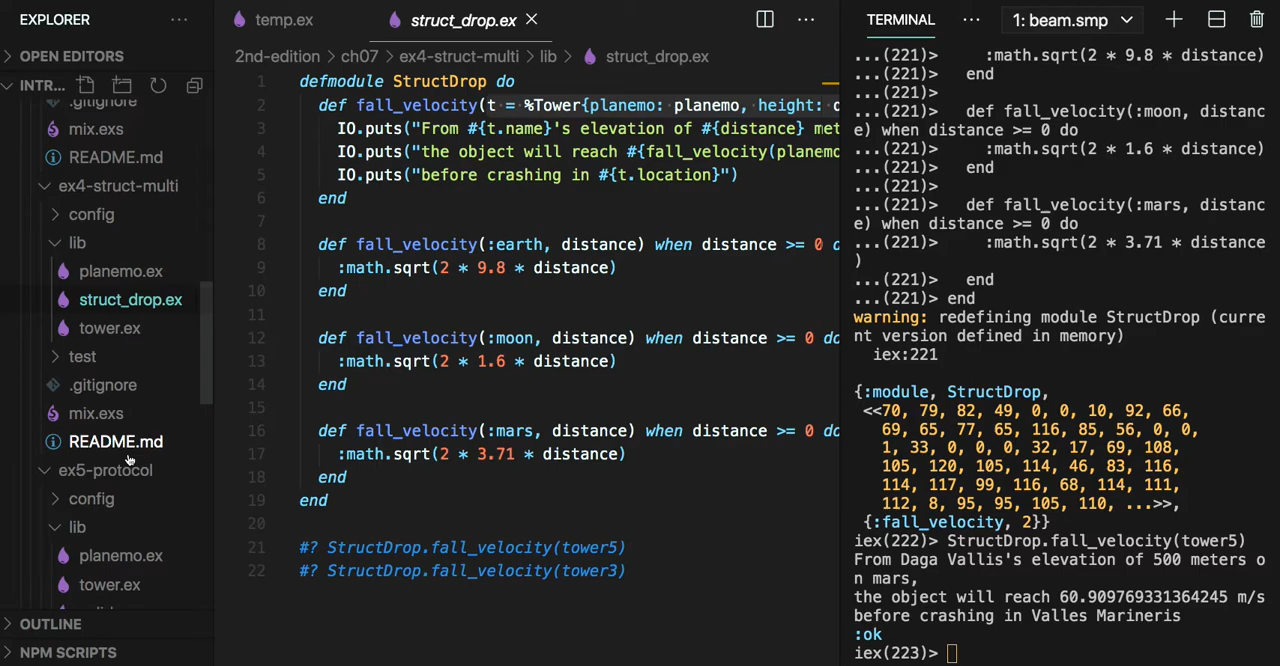 EXPLORER
OPEN EDITORS
INTR...
.gitignore
mix.exs
README.md
ex4-struct-multi
config
lib
planemo.ex
struct_drop.ex
tower.ex
test
.gitignore
mix.exs
README.md
ex5-protocol
config
lib
planemo.ex
tower.ex
OUTLINE
NPM SCRIPTS
temp.ex
struct_drop.ex
2nd-edition > ch07 > ex4-struct-multi > lib > struct_drop.ex
1 defmodule StructDrop do
2 def fall_velocity(t = %Tower{planemo: planemo, height: d
3 IO.puts("From #{t.name}'s elevation of #{distance} met
4 IO.puts("the object will reach #{fall_velocity(planemo
5 IO.puts("before crashing in #{t.location}")
6 end
7
8 def fall_velocity(:earth, distance) when distance >= 0 d
9 :math.sqrt(2 * 9.8 * distance)
10 end
11
12 def fall_velocity(:moon, distance) when distance >= 0 do
13 :math.sqrt(2 * 1.6 * distance)
14 end
15
16 def fall_velocity(:mars, distance) when distance >= 0 do
17 :math.sqrt(2 * 3.71 * distance)
18 end
19 end
20
21 #? StructDrop.fall_velocity(tower5)
22 #? StructDrop.fall_velocity(tower3)
TERMINAL
1: beam.smp
...(221)> :math.sqrt(2 * 9.8 * distance)
...(221)> end
...(221)>
...(221)> def fall_velocity(:moon, distanc
e) when distance >= 0 do
...(221)> :math.sqrt(2 * 1.6 * distance)
...(221)> end
...(221)>
...(221)> def fall_velocity(:mars, distanc
e) when distance >= 0 do
...(221)> :math.sqrt(2 * 3.71 * distance
)
...(221)> end
...(221)> end
warning: redefining module StructDrop (curre
nt version defined in memory)
iex:221
{:module, StructDrop,
<<70, 79, 82, 49, 0, 0, 10, 92, 66,
69, 65, 77, 65, 116, 85, 56, 0, 0,
1, 33, 0, 0, 0, 32, 17, 69, 108,
105, 120, 105, 114, 46, 83, 116,
114, 117, 99, 116, 68, 114, 111,
112, 8, 95, 95, 105, 110, ...>>,
{:fall_velocity, 2}}
iex(222)> StructDrop.fall_velocity(tower5)
From Daga Vallis's elevation of 500 meters o
n mars,
the object will reach 60.909769331364245 m/s
before crashing in Valles Marineris
:ok
iex(223)>